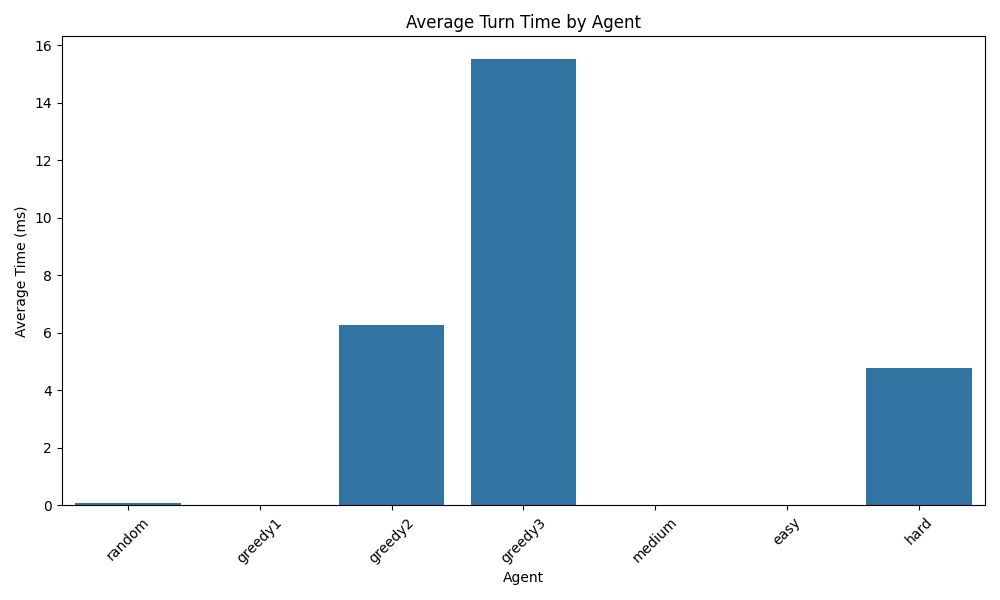 Average Turn Time by Agent
Average Time (ms)
16
14
12
10
8
6
4
2
0
random
greedy1
greedy2
greedy3
medium
easy
hard
Agent